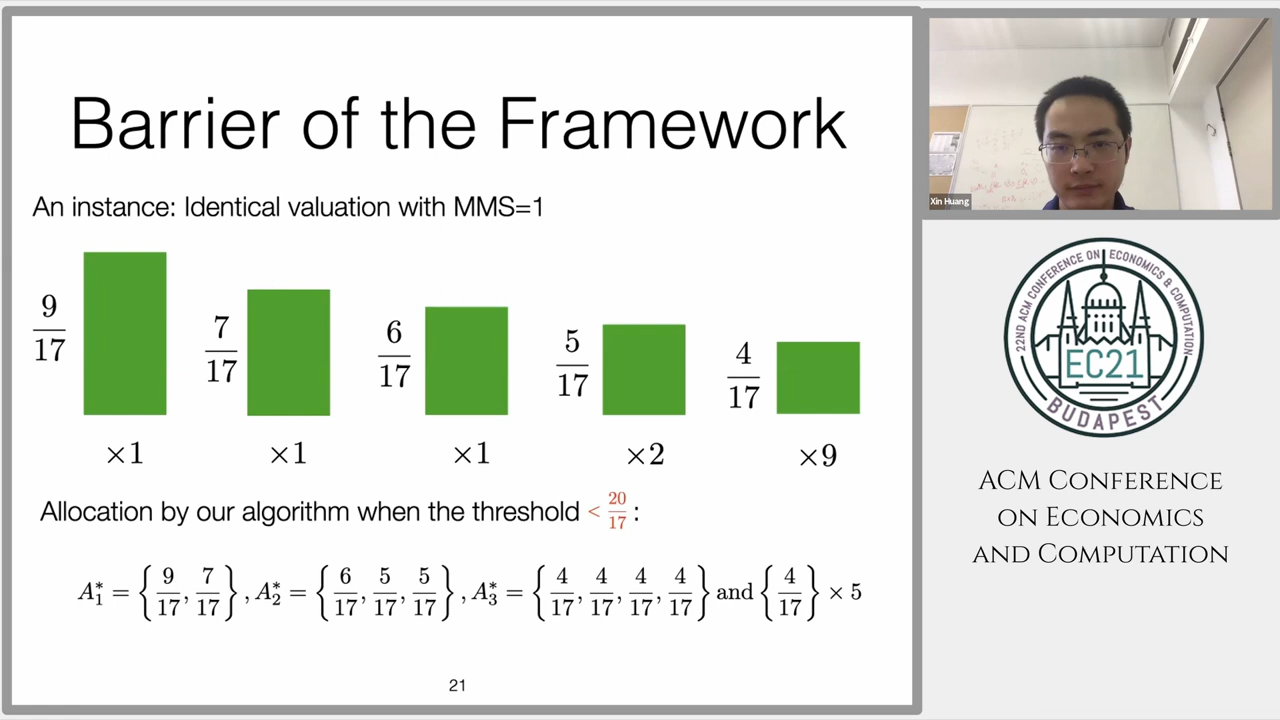 Barrier of the Framework
An instance: Identical valuation with MMS=1
9/17
7/17
6/17
5/17
4/17
×1
×1
×1
×2
×9
Allocation by our algorithm when the threshold < 20/17 :
A₁* = {9/17, 7/17}, A₂* = {6/17, 5/17, 5/17}, A₃* = {4/17, 4/17, 4/17, 4/17} and {4/17} × 5
21
Xin Huang
22ND ACM CONFERENCE ON ECONOMICS & COMPUTATION
EC21
BUDAPEST
ACM Conference
on Economics
and Computation